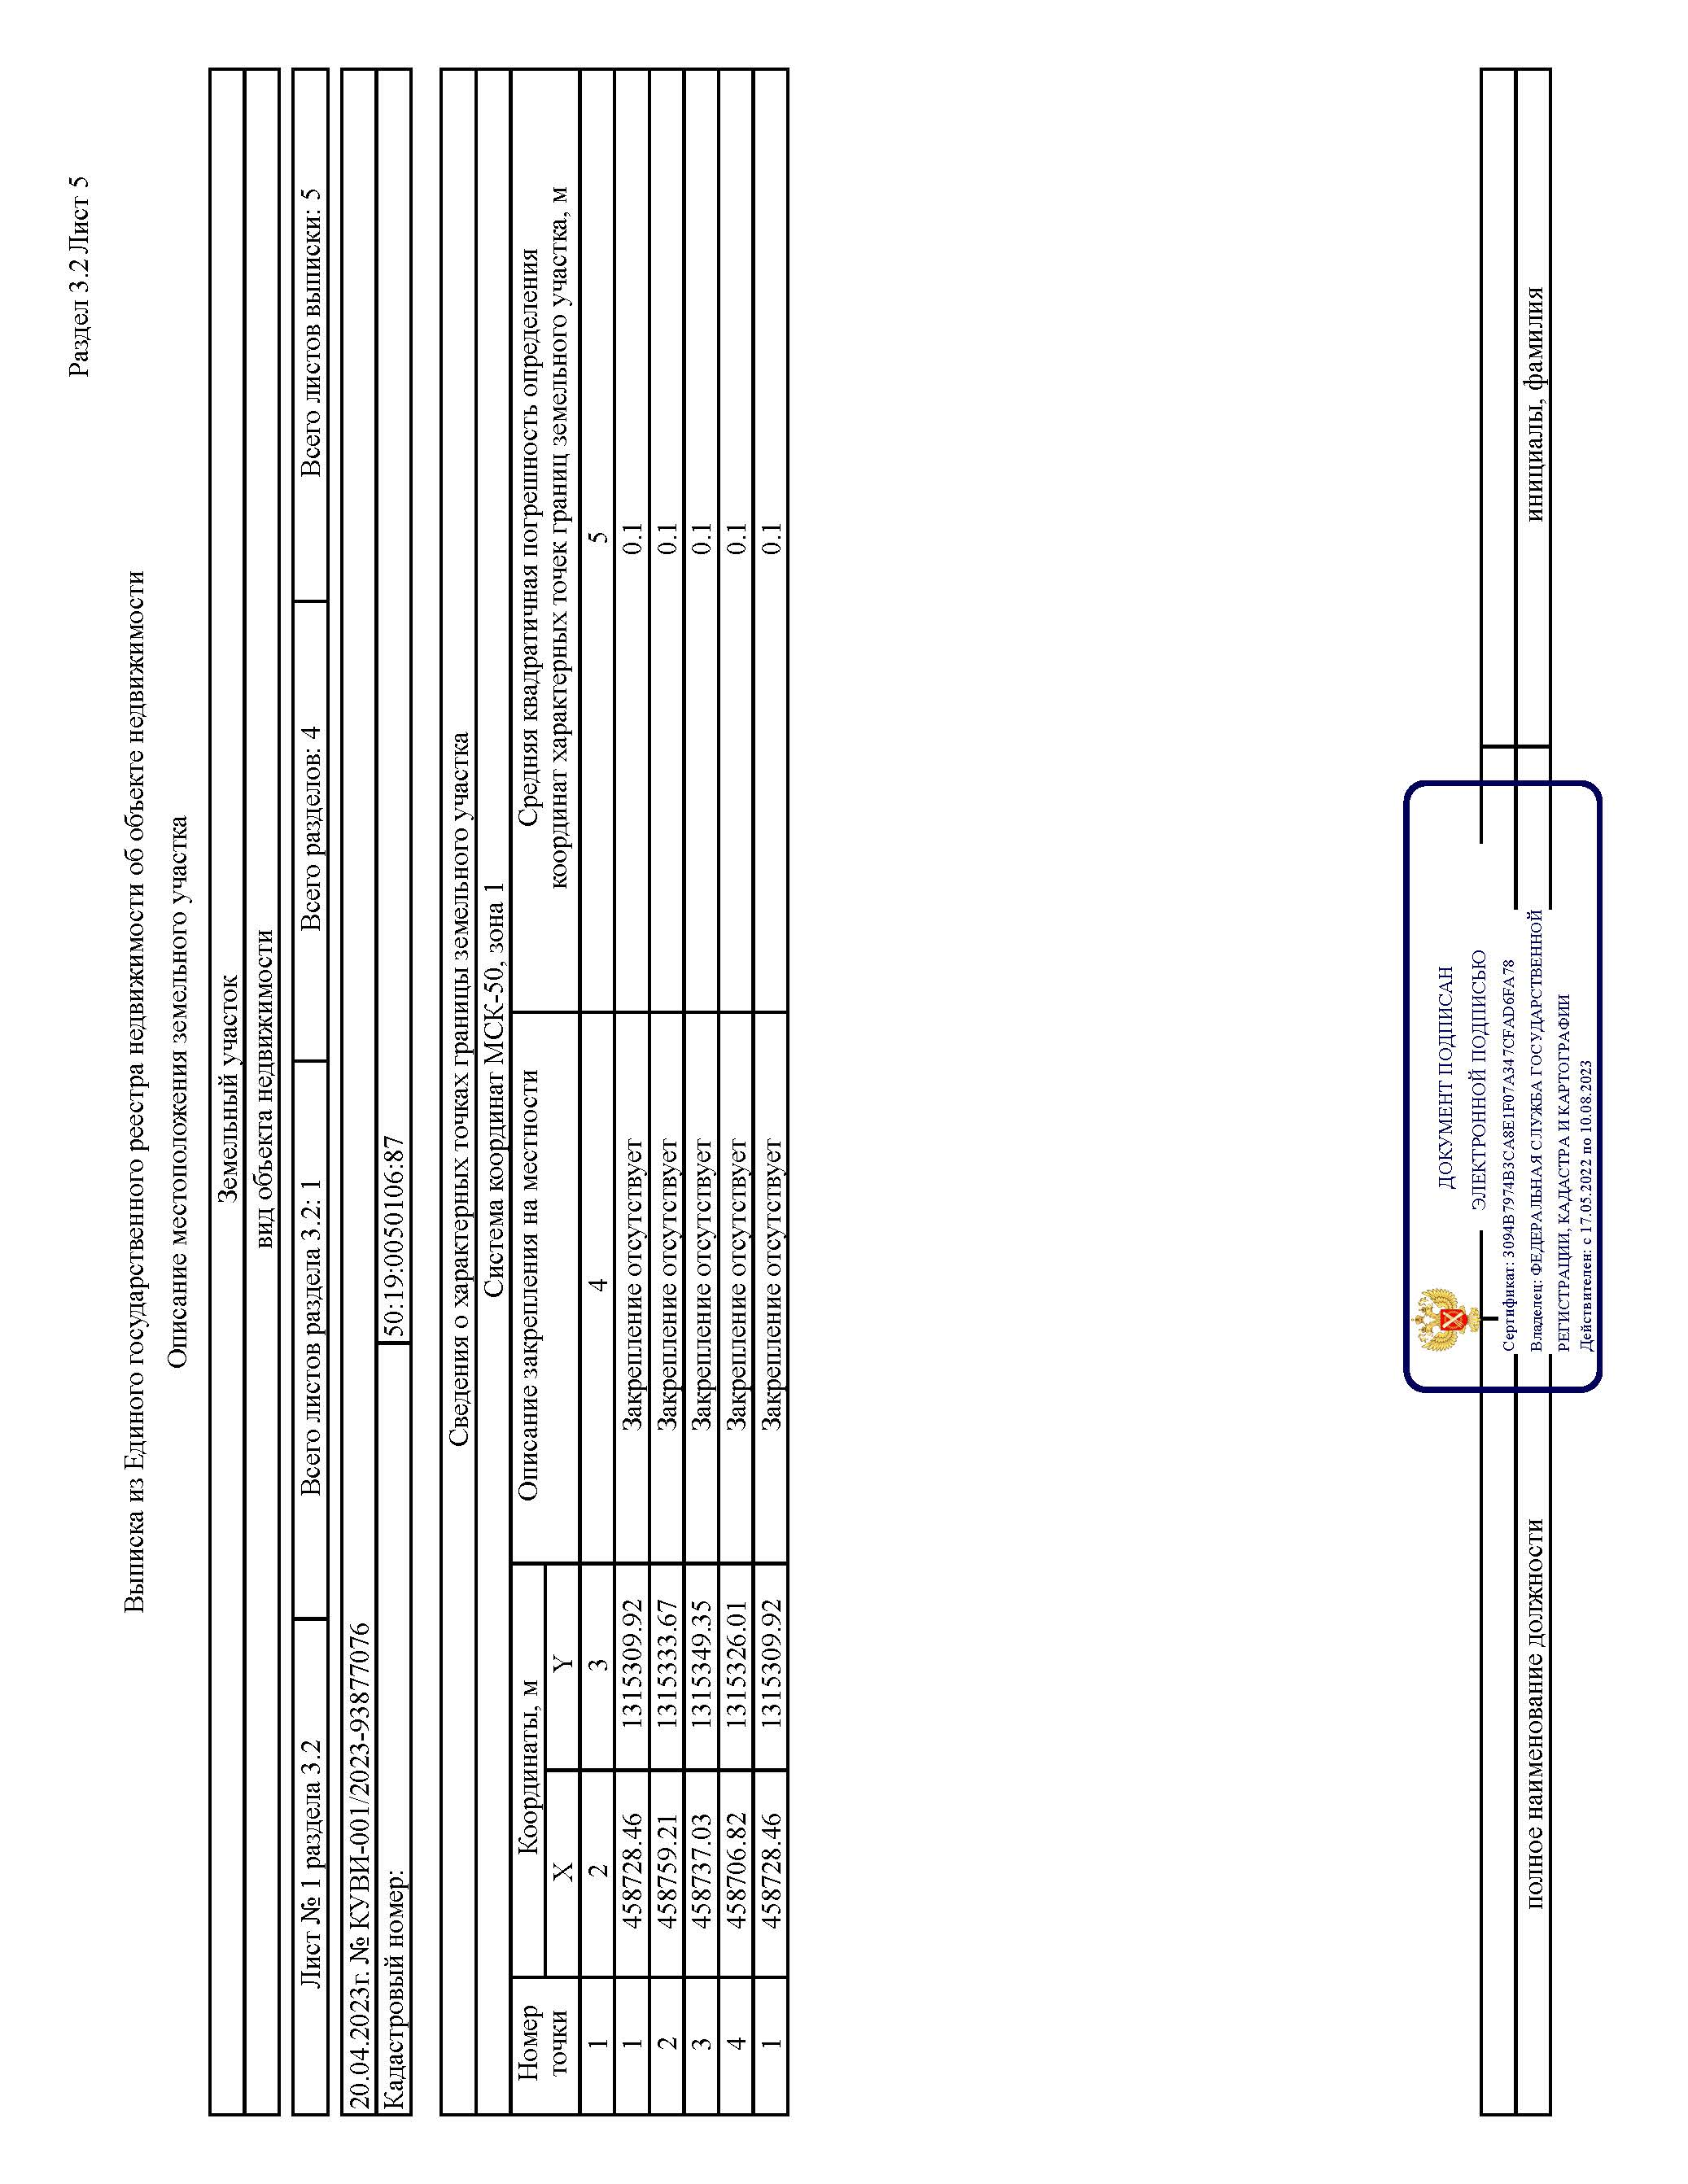 Раздел 3.2 Лист 5
Выписка из Единого государственного реестра недвижимости об объекте недвижимости
Описание местоположения земельного участка
Земельный участок
вид объекта недвижимости
Лист № 1 раздела 3.2 Всего листов раздела 3.2: 1 Всего разделов: 4 Всего листов выписки: 5
20.04.2023г. № КУВИ-001/2023-93877076
Кадастровый номер: 50:19:0050106:87
Сведения о характерных точках границы земельного участка
Система координат МСК-50, зона 1
Номер точки Координаты, м Описание закрепления на местности Средняя квадратичная погрешность определения
координат характерных точек границ земельного участка, м
X Y
1 2 3 4 5
1 458728.46 1315309.92 Закрепление отсутствует 0.1
2 458759.21 1315333.67 Закрепление отсутствует 0.1
3 458737.03 1315349.35 Закрепление отсутствует 0.1
4 458706.82 1315326.01 Закрепление отсутствует 0.1
1 458728.46 1315309.92 Закрепление отсутствует 0.1
ДОКУМЕНТ ПОДПИСАН
ЭЛЕКТРОННОЙ ПОДПИСЬЮ
Сертификат: 3094B7974B3CA8E1F07A347CFAD6FA78
Владелец: ФЕДЕРАЛЬНАЯ СЛУЖБА ГОСУДАРСТВЕННОЙ
РЕГИСТРАЦИИ, КАДАСТРА И КАРТОГРАФИИ
Действителен: с 17.05.2022 по 10.08.2023
полное наименование должности инициалы, фамилия